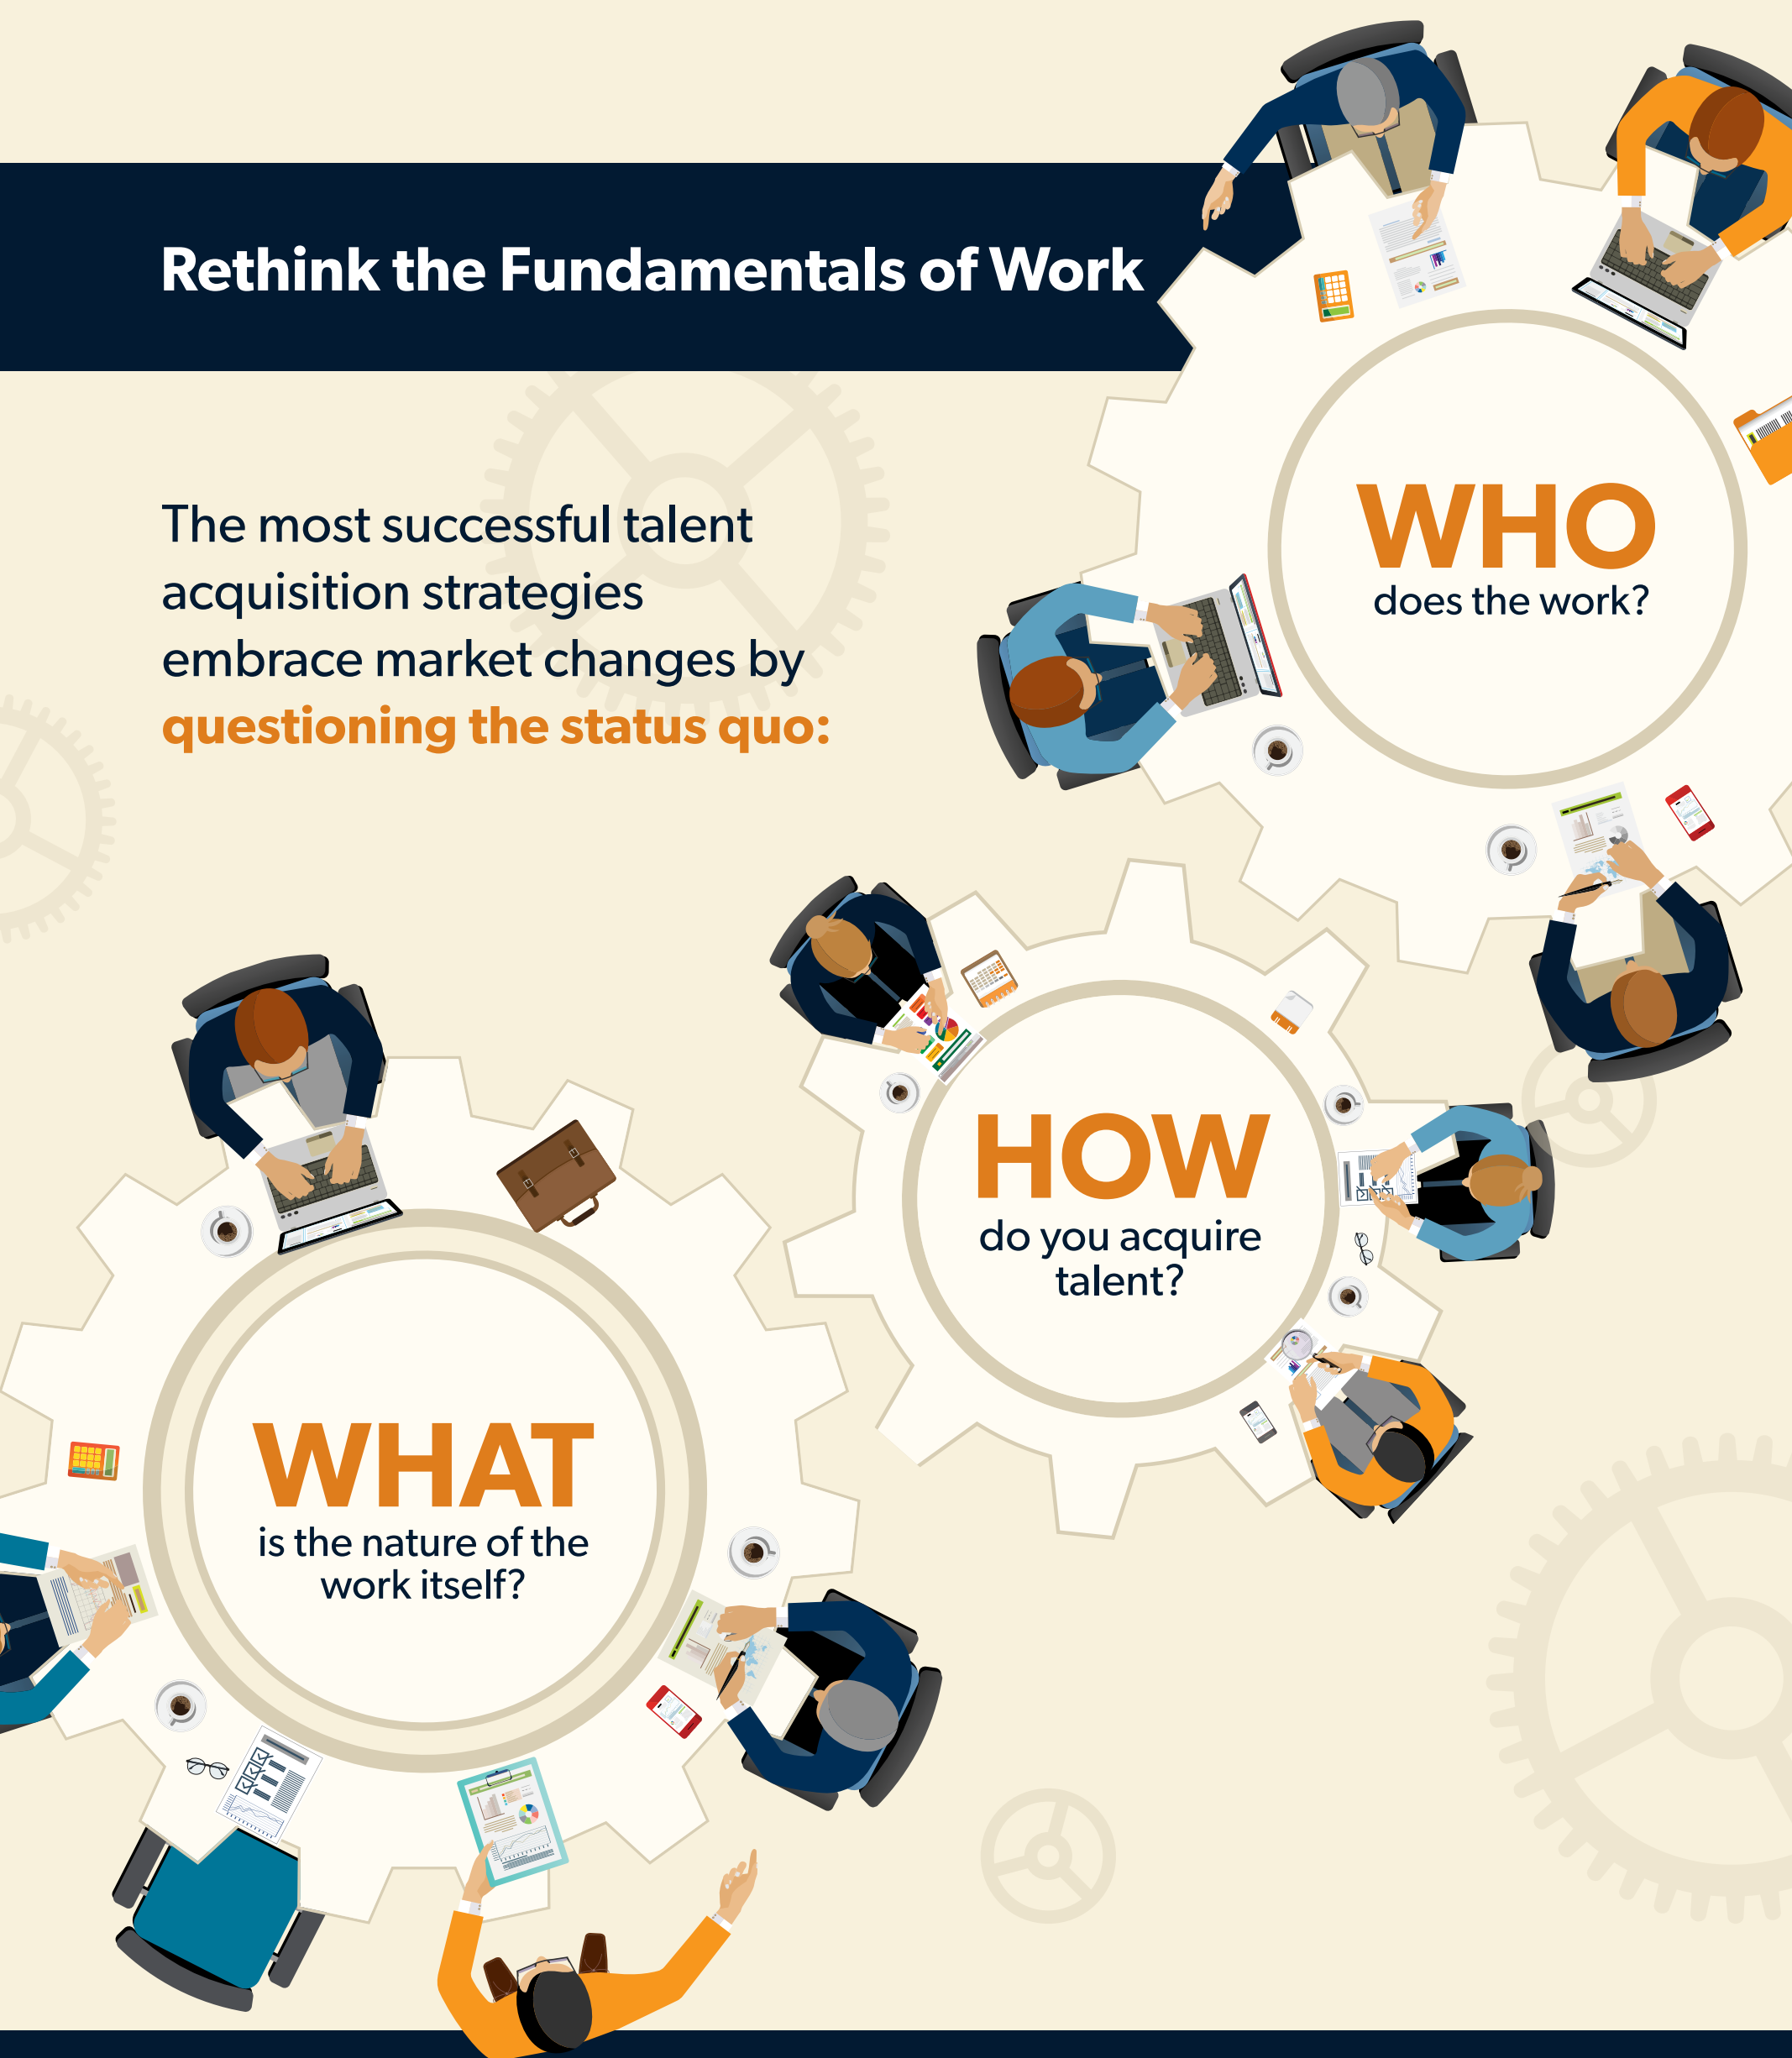 Rethink the Fundamentals of Work
The most successful talent
acquisition strategies
embrace market changes by
questioning the status quo:
WHO
does the work?
HOW
do you acquire
talent?
WHAT
is the nature of the
work itself?